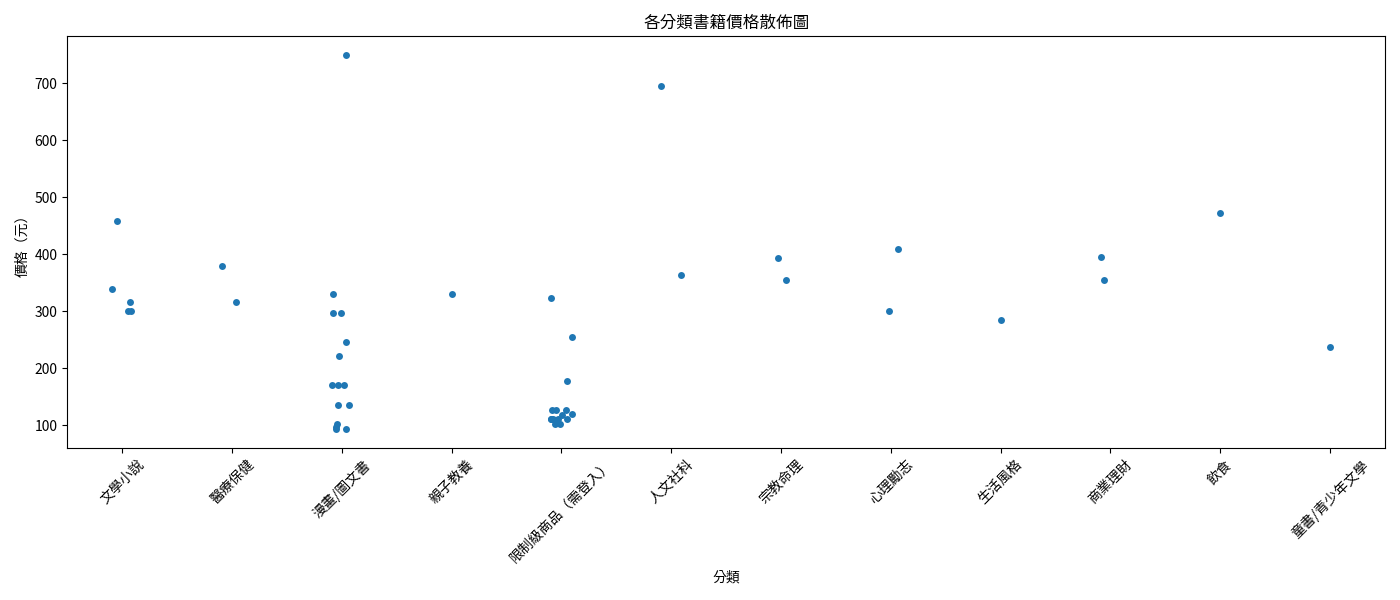 各分類書籍價格散佈圖
價格（元）
700
600
500
400
300
200
100
文學小說
醫療保健
漫畫/圖文書
親子教養
限制級商品（需登入）
人文社科
宗教命理
心理勵志
生活風格
商業理財
飲食
童書/青少年文學
分類